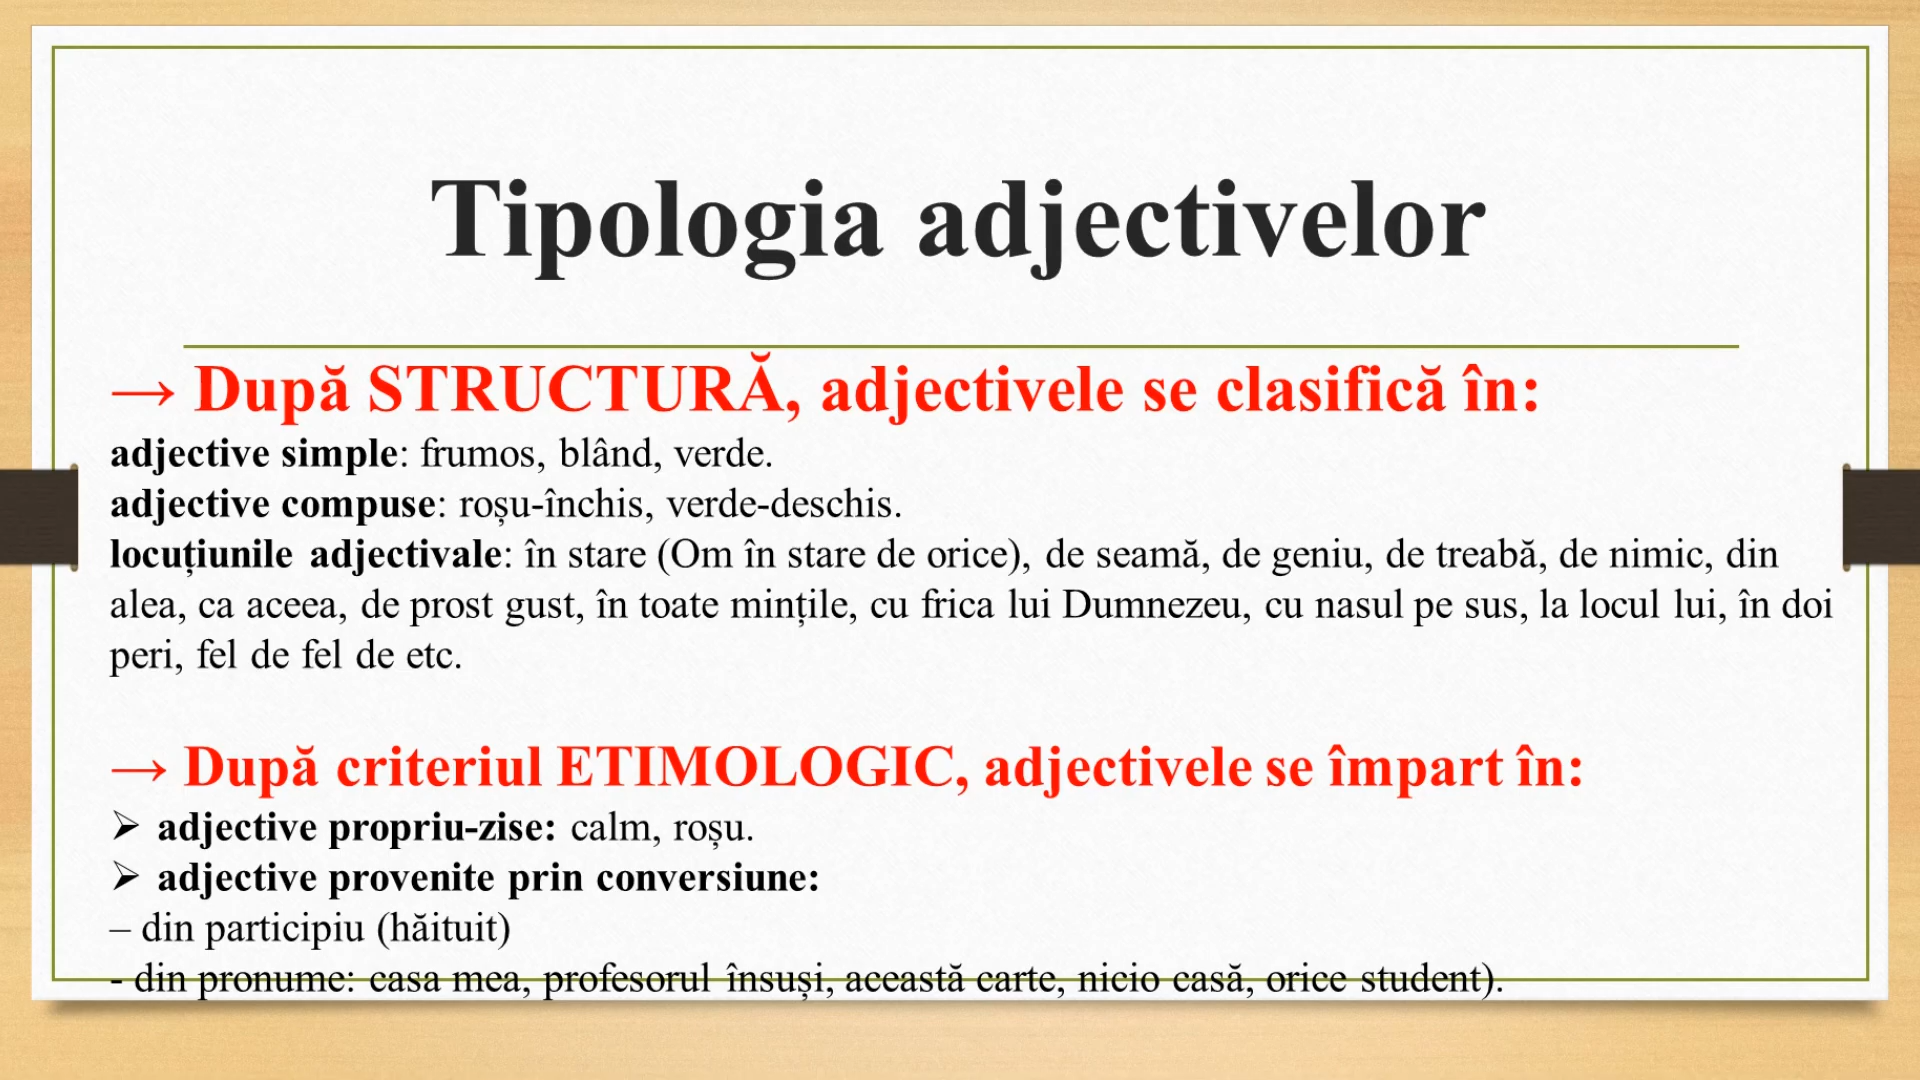 Tipologia adjectivelor
→ După STRUCTURĂ, adjectivele se clasifică în:
adjective simple: frumos, blând, verde.
adjective compuse: roșu-închis, verde-deschis.
locuțiunile adjectivale: în stare (Om în stare de orice), de seamă, de geniu, de treabă, de nimic, din
alea, ca aceea, de prost gust, în toate mințile, cu frica lui Dumnezeu, cu nasul pe sus, la locul lui, în doi
peri, fel de fel de etc.
→ După criteriul ETIMOLOGIC, adjectivele se împart în:
➢ adjective propriu-zise: calm, roșu.
➢ adjective provenite prin conversiune:
– din participiu (hăituit)
- din pronume: casa mea, profesorul însuși, această carte, nicio casă, orice student).